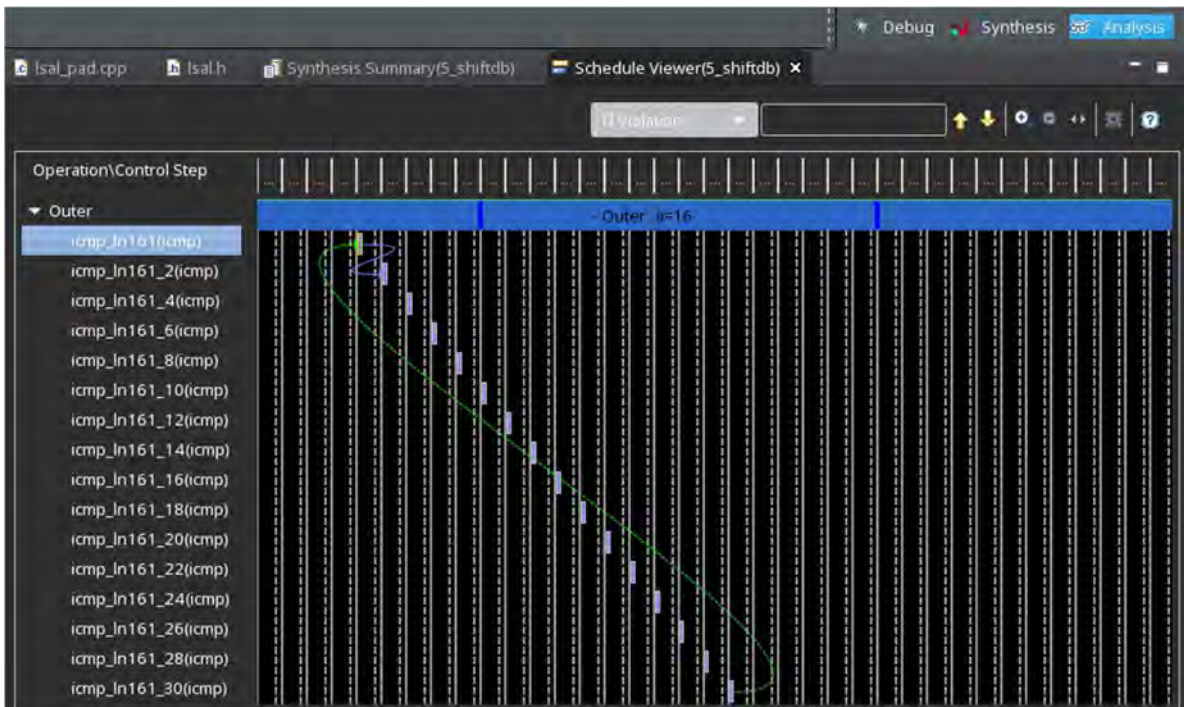 Debug Synthesis Analysis
lsal_pad.cpp lsal.h Synthesis Summary(5_shiftdb) Schedule Viewer(5_shiftdb)
II Violation
Operation\Control Step
Outer
- Outer ii=16
icmp_ln161(icmp)
icmp_ln161_2(icmp)
icmp_ln161_4(icmp)
icmp_ln161_6(icmp)
icmp_ln161_8(icmp)
icmp_ln161_10(icmp)
icmp_ln161_12(icmp)
icmp_ln161_14(icmp)
icmp_ln161_16(icmp)
icmp_ln161_18(icmp)
icmp_ln161_20(icmp)
icmp_ln161_22(icmp)
icmp_ln161_24(icmp)
icmp_ln161_26(icmp)
icmp_ln161_28(icmp)
icmp_ln161_30(icmp)